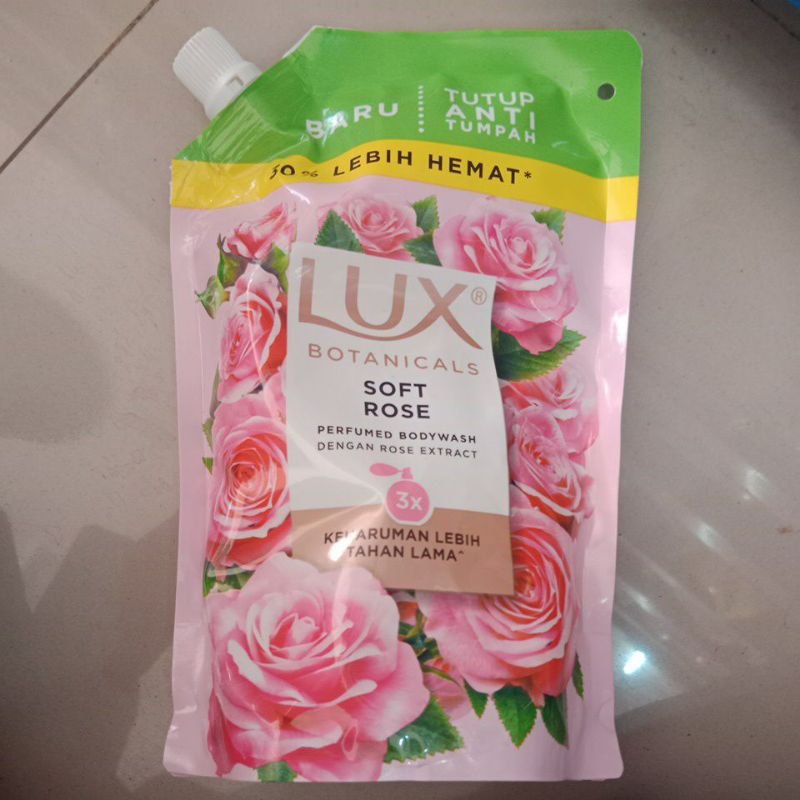 BARU
TUTUP
ANTI
TUMPAH
LEBIH HEMAT*
LUX®
BOTANICALS
SOFT
ROSE
PERFUMED BODYWASH
DENGAN ROSE EXTRACT
3x
KEHARUMAN LEBIH
TAHAN LAMA^